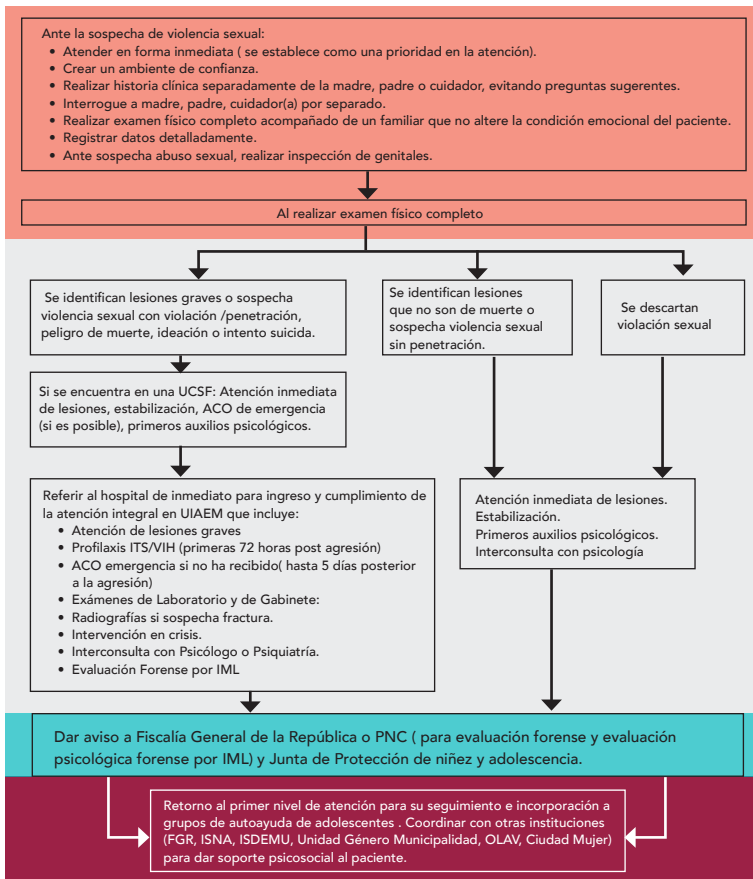 Ante la sospecha de violencia sexual:
• Atender en forma inmediata ( se establece como una prioridad en la atención).
• Crear un ambiente de confianza.
• Realizar historia clínica separadamente de la madre, padre o cuidador, evitando preguntas sugerentes.
• Interrogue a madre, padre, cuidador(a) por separado.
• Realizar examen físico completo acompañado de un familiar que no altere la condición emocional del paciente.
• Registrar datos detalladamente.
• Ante sospecha abuso sexual, realizar inspección de genitales.
Al realizar examen físico completo
Se identifican lesiones graves o sospecha
violencia sexual con violación /penetración,
peligro de muerte, ideación o intento suicida.
Se identifican lesiones
que no son de muerte o
sospecha violencia sexual
sin penetración.
Se descartan
violación sexual
Si se encuentra en una UCSF: Atención inmediata
de lesiones, estabilización, ACO de emergencia
(si es posible), primeros auxilios psicológicos.
Referir al hospital de inmediato para ingreso y cumplimiento de
la atención integral en UIAEM que incluye:
• Atención de lesiones graves
• Profilaxis ITS/VIH (primeras 72 horas post agresión)
• ACO emergencia si no ha recibido( hasta 5 días posterior
a la agresión)
• Exámenes de Laboratorio y de Gabinete:
• Radiografías si sospecha fractura.
• Intervención en crisis.
• Interconsulta con Psicólogo o Psiquiatría.
• Evaluación Forense por IML
Atención inmediata de lesiones.
Estabilización.
Primeros auxilios psicológicos.
Interconsulta con psicología
Dar aviso a Fiscalía General de la República o PNC ( para evaluación forense y evaluación
psicológica forense por IML) y Junta de Protección de niñez y adolescencia.
Retorno al primer nivel de atención para su seguimiento e incorporación a
grupos de autoayuda de adolescentes . Coordinar con otras instituciones
(FGR, ISNA, ISDEMU, Unidad Género Municipalidad, OLAV, Ciudad Mujer)
para dar soporte psicosocial al paciente.